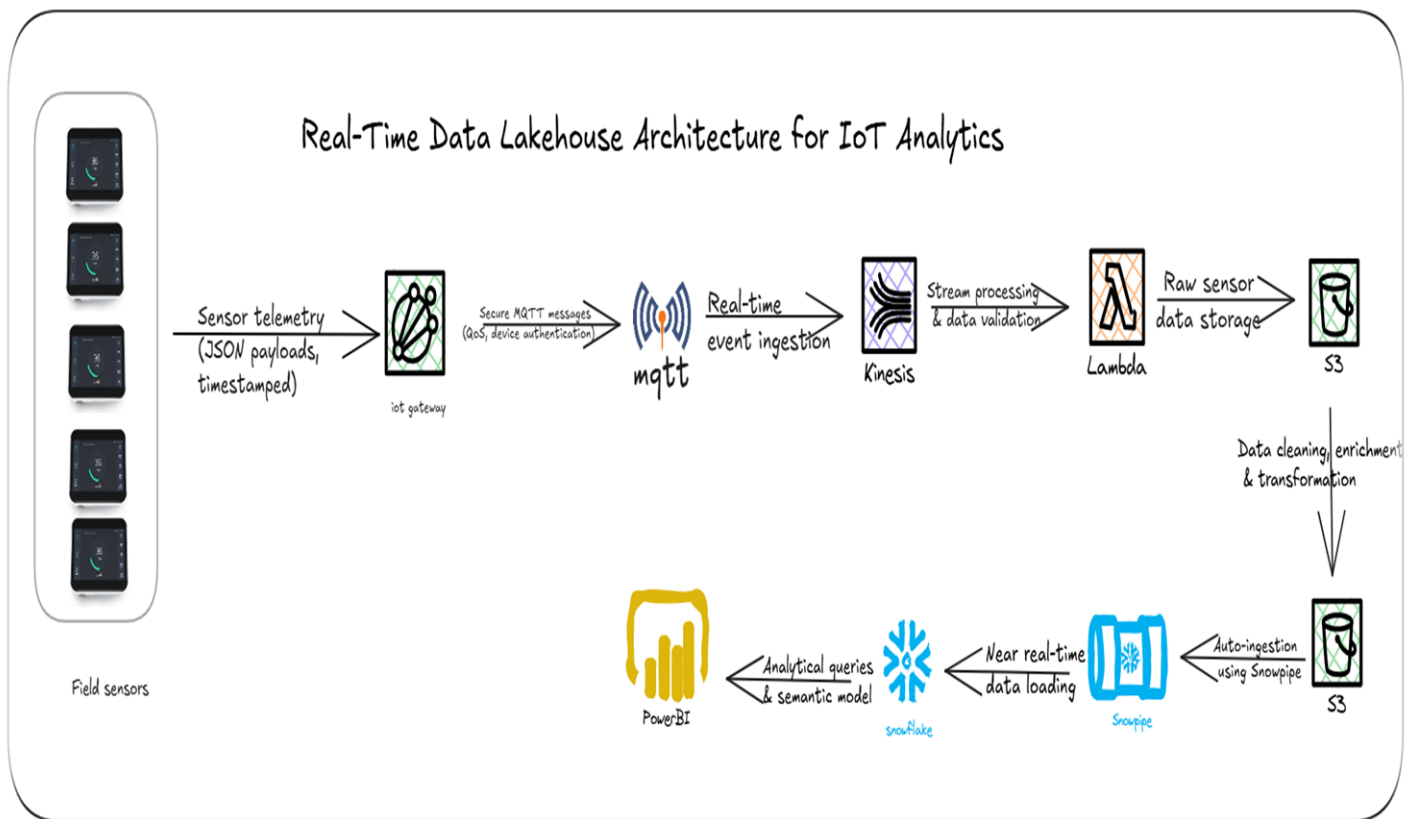 Real-Time Data Lakehouse Architecture for IoT Analytics
Sensor telemetry
(JSON payloads,
timestamped)
iot gateway
Secure MQTT messages
(QoS, device authentication)
mqtt
Real-time
event ingestion
Kinesis
Stream processing
& data validation
Lambda
Raw sensor
data storage
S3
Data cleaning, enrichment
& transformation
Field sensors
PowerBI
Analytical queries
& semantic model
snowflake
Near real-time
data loading
Snowpipe
Auto-ingestion
using Snowpipe
S3